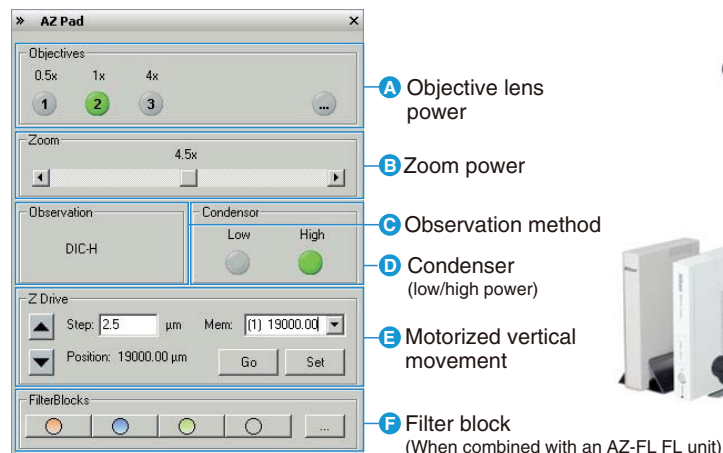 » AZ Pad ×
Objectives
0.5x 1x 4x
1 2 3 ...
A Objective lens
power
Zoom
4.5x
B Zoom power
Observation
DIC-H
Condensor
Low High
C Observation method
D Condenser
(low/high power)
Z Drive
Step: 2.5 µm Mem: (1) 19000.00
Position: 19000.00 µm Go Set
E Motorized vertical
movement
FilterBlocks
...
F Filter block
(When combined with an AZ-FL FL unit)